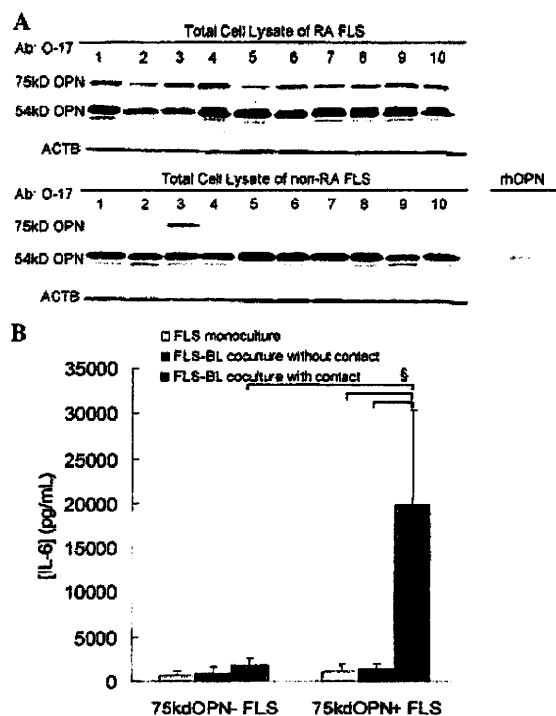 A
Total Cell Lysate of RA FLS
Ab: O-17
1 2 3 4 5 6 7 8 9 10
75kD OPN
54kD OPN
ACTB
Total Cell Lysate of non-RA FLS
rhOPN
Ab: O-17
1 2 3 4 5 6 7 8 9 10
75kD OPN
54kD OPN
ACTB
B
FLS monoculture
FLS-BL coculture without contact
FLS-BL coculture with contact
§
35000
30000
25000
20000
15000
10000
5000
0
[IL-6] (pg/mL)
75kdOPN- FLS
75kdOPN+ FLS